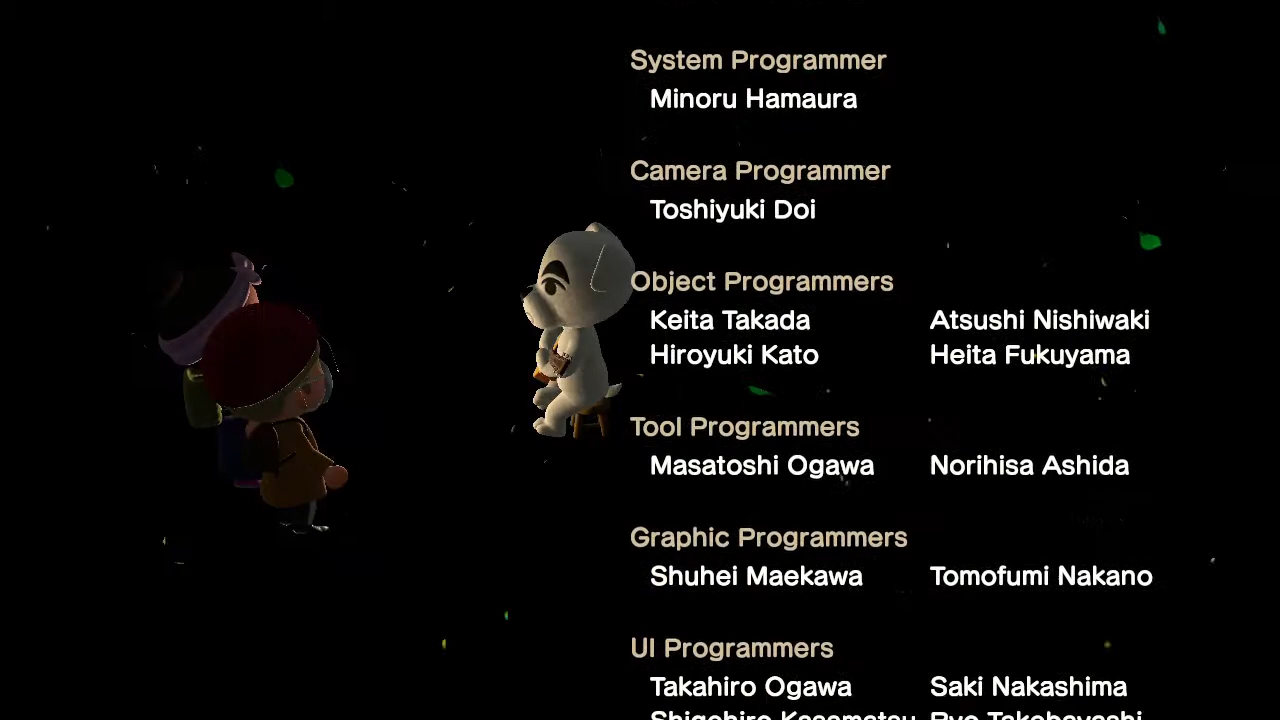 System Programmer
Minoru Hamaura
Camera Programmer
Toshiyuki Doi
Object Programmers
Keita Takada Atsushi Nishiwaki
Hiroyuki Kato Heita Fukuyama
Tool Programmers
Masatoshi Ogawa Norihisa Ashida
Graphic Programmers
Shuhei Maekawa Tomofumi Nakano
UI Programmers
Takahiro Ogawa Saki Nakashima